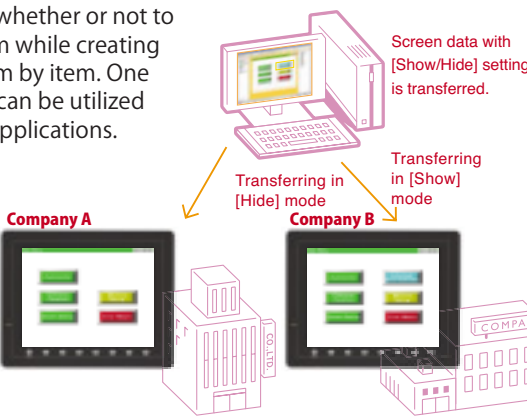 whether or not to
m while creating
m by item. One
can be utilized
applications.
Screen data with
[Show/Hide] setting
is transferred.
Transferring in
[Hide] mode
Transferring
in [Show]
mode
Company A
Company B
CO.,LTD.
COMPA